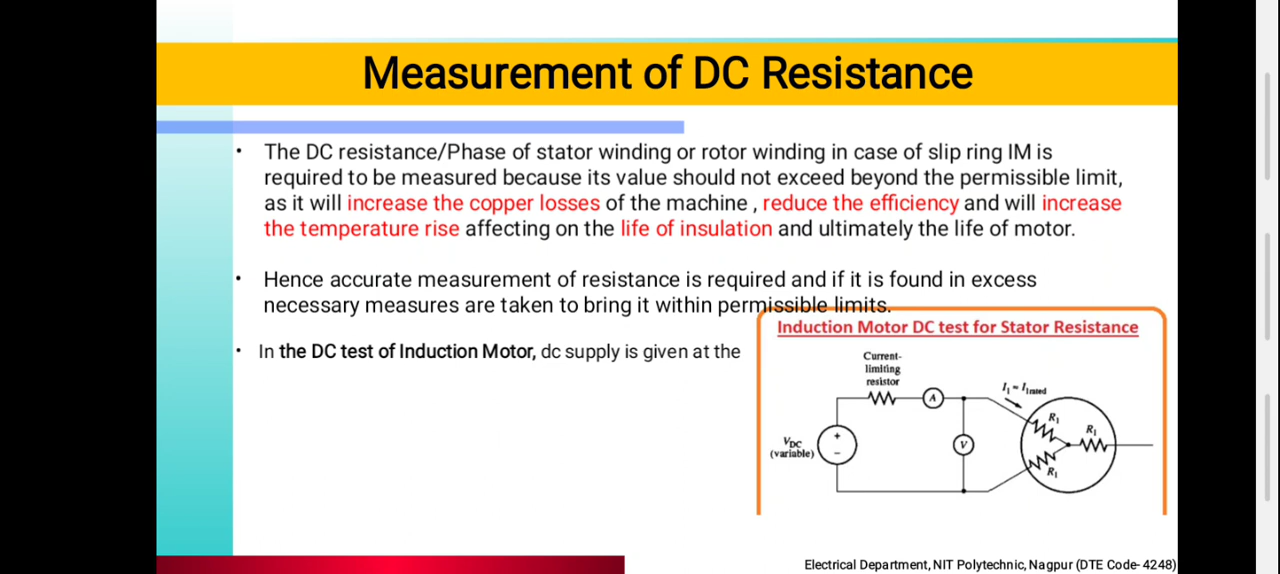 Measurement of DC Resistance
• The DC resistance/Phase of stator winding or rotor winding in case of slip ring IM is
required to be measured because its value should not exceed beyond the permissible limit,
as it will increase the copper losses of the machine , reduce the efficiency and will increase
the temperature rise affecting on the life of insulation and ultimately the life of motor.
• Hence accurate measurement of resistance is required and if it is found in excess
necessary measures are taken to bring it within permissible limits.
• In the DC test of Induction Motor, dc supply is given at the
Induction Motor DC test for Stator Resistance
Current-
limiting
resistor
A
I₁ = I₁rated
R₁
R₁
V_DC
(variable)
+
−
V
R₁
Electrical Department, NIT Polytechnic, Nagpur (DTE Code- 4248)